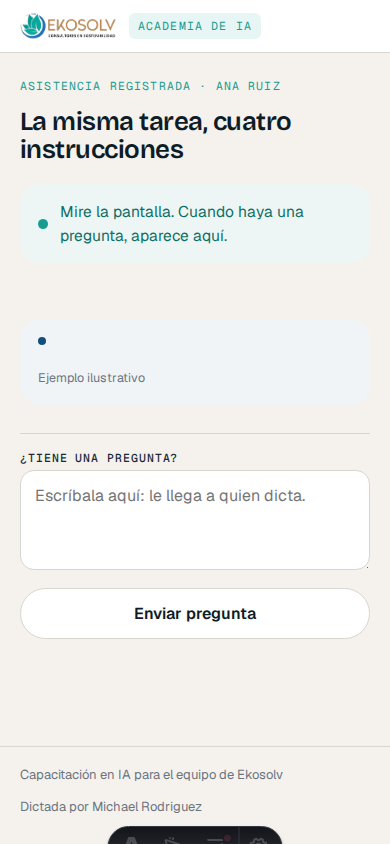 EKOSOLV
ACADEMIA DE IA
ASISTENCIA REGISTRADA · ANA RUIZ
La misma tarea, cuatro
instrucciones
Mire la pantalla. Cuando haya una
pregunta, aparece aquí.
Ejemplo ilustrativo
¿TIENE UNA PREGUNTA?
Escríbala aquí: le llega a quien dicta.
Enviar pregunta
Capacitación en IA para el equipo de Ekosolv
Dictada por Michael Rodriguez